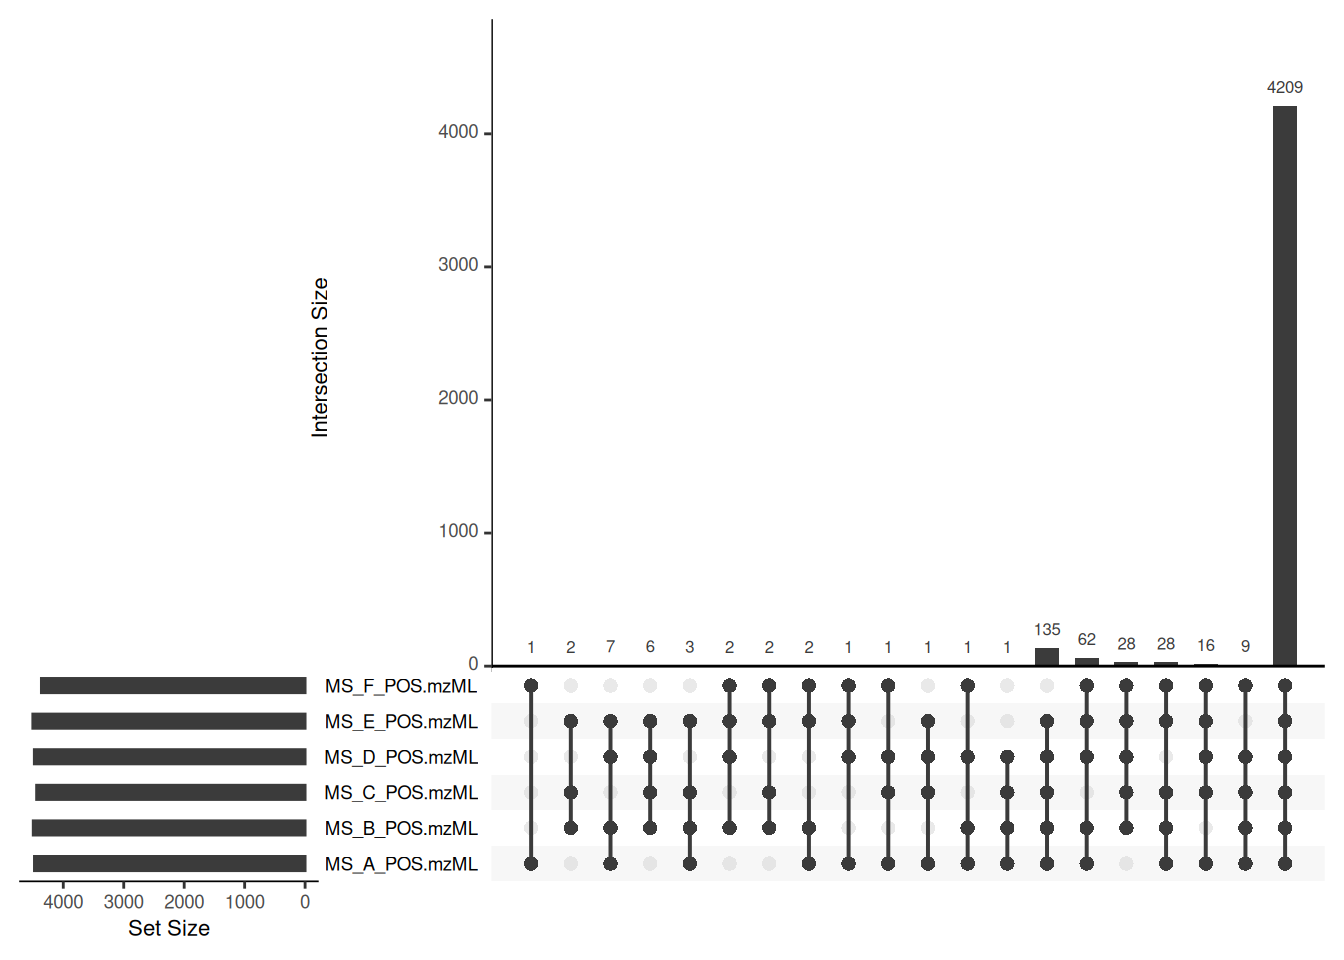 4209
4000
3000
Intersection Size
2000
1000
1 2 7 6 3 2 2 2 1 1 1 1 1 135 62 28 28 16 9
0
MS_F_POS.mzML
MS_E_POS.mzML
MS_D_POS.mzML
MS_C_POS.mzML
MS_B_POS.mzML
MS_A_POS.mzML
4000 3000 2000 1000 0
Set Size